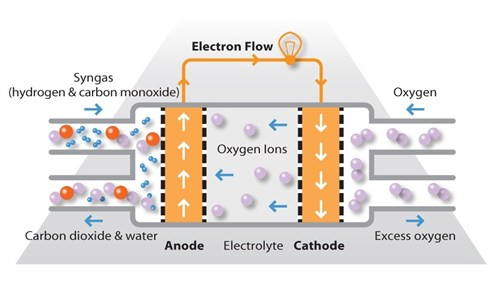 Electron Flow
Syngas
(hydrogen & carbon monoxide)
Oxygen
Oxygen Ions
Carbon dioxide & water
Anode
Electrolyte
Cathode
Excess oxygen